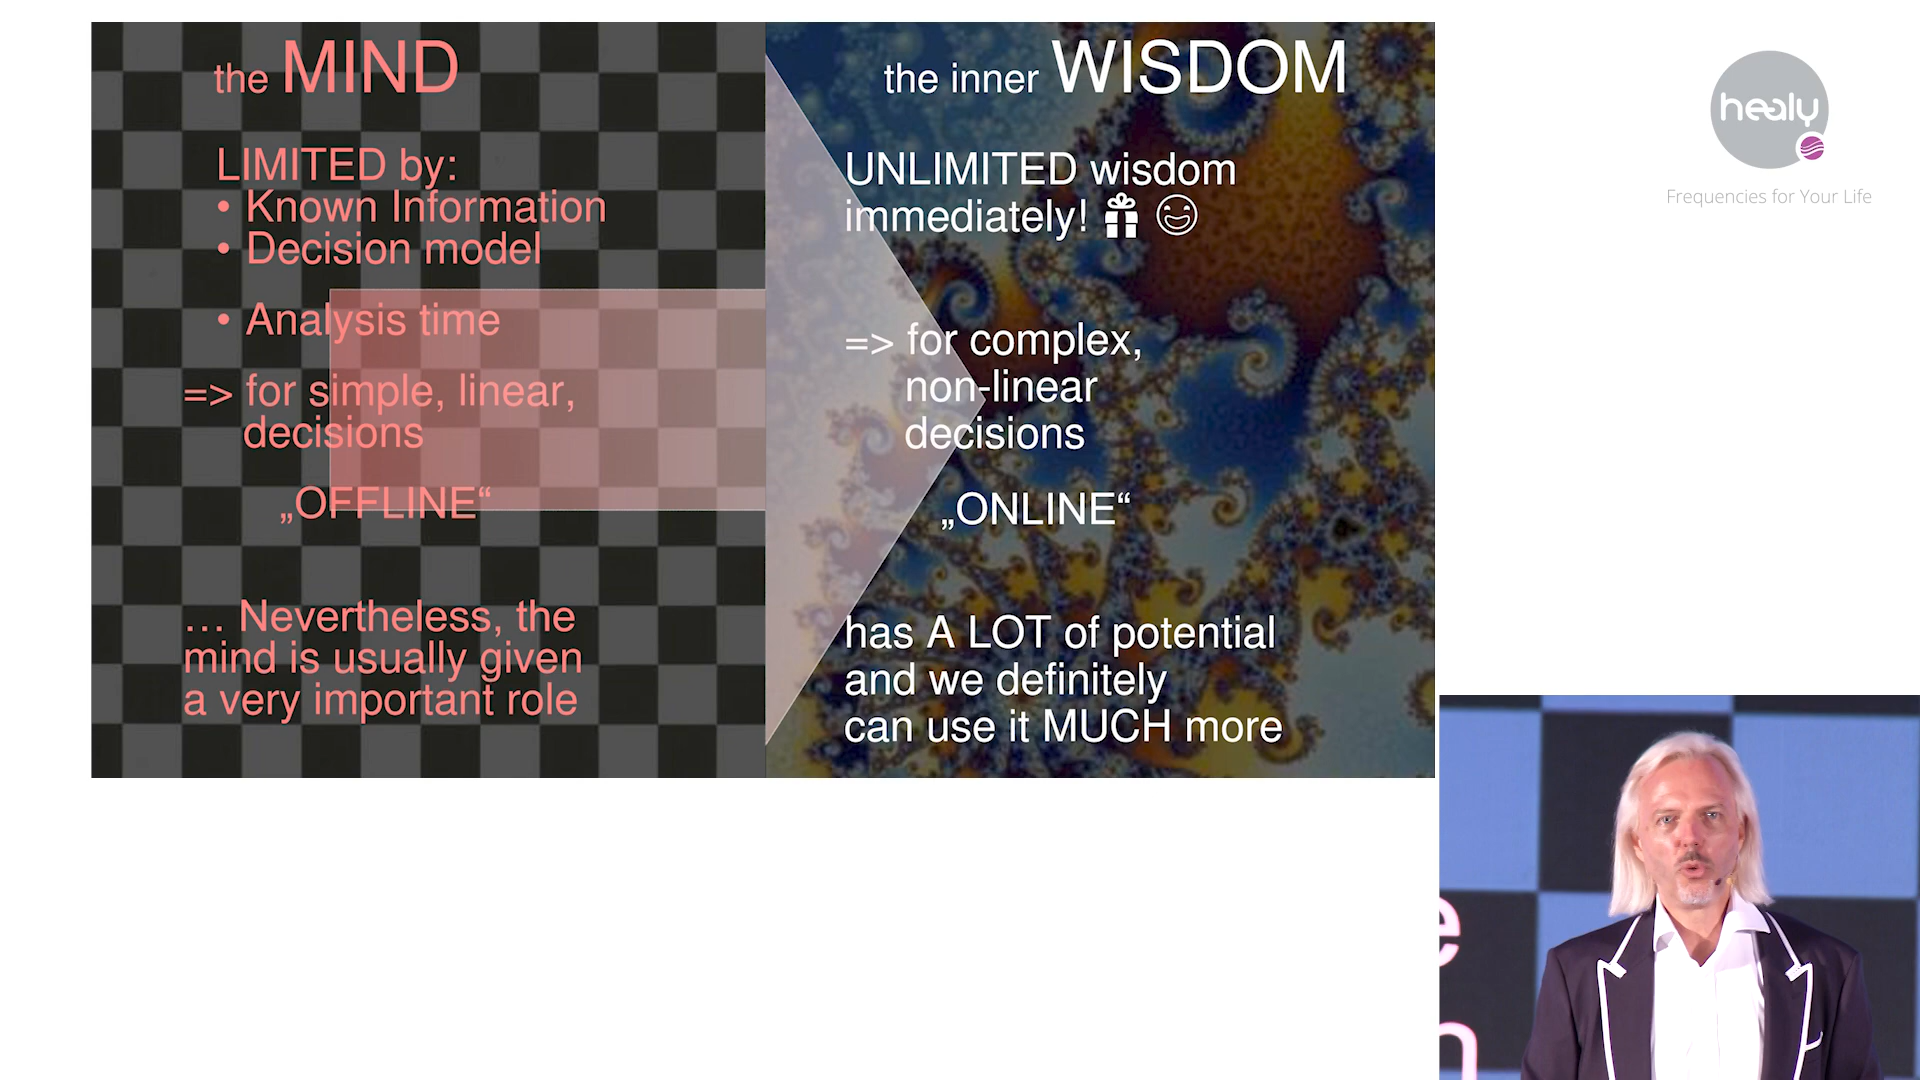 the MIND
LIMITED by:
• Known Information
• Decision model
• Analysis time
=> for simple, linear,
decisions
„OFFLINE“
… Nevertheless, the
mind is usually given
a very important role
the inner WISDOM
UNLIMITED wisdom
immediately!
=> for complex,
non-linear
decisions
„ONLINE“
has A LOT of potential
and we definitely
can use it MUCH more
healy
Frequencies for Your Life
e
n